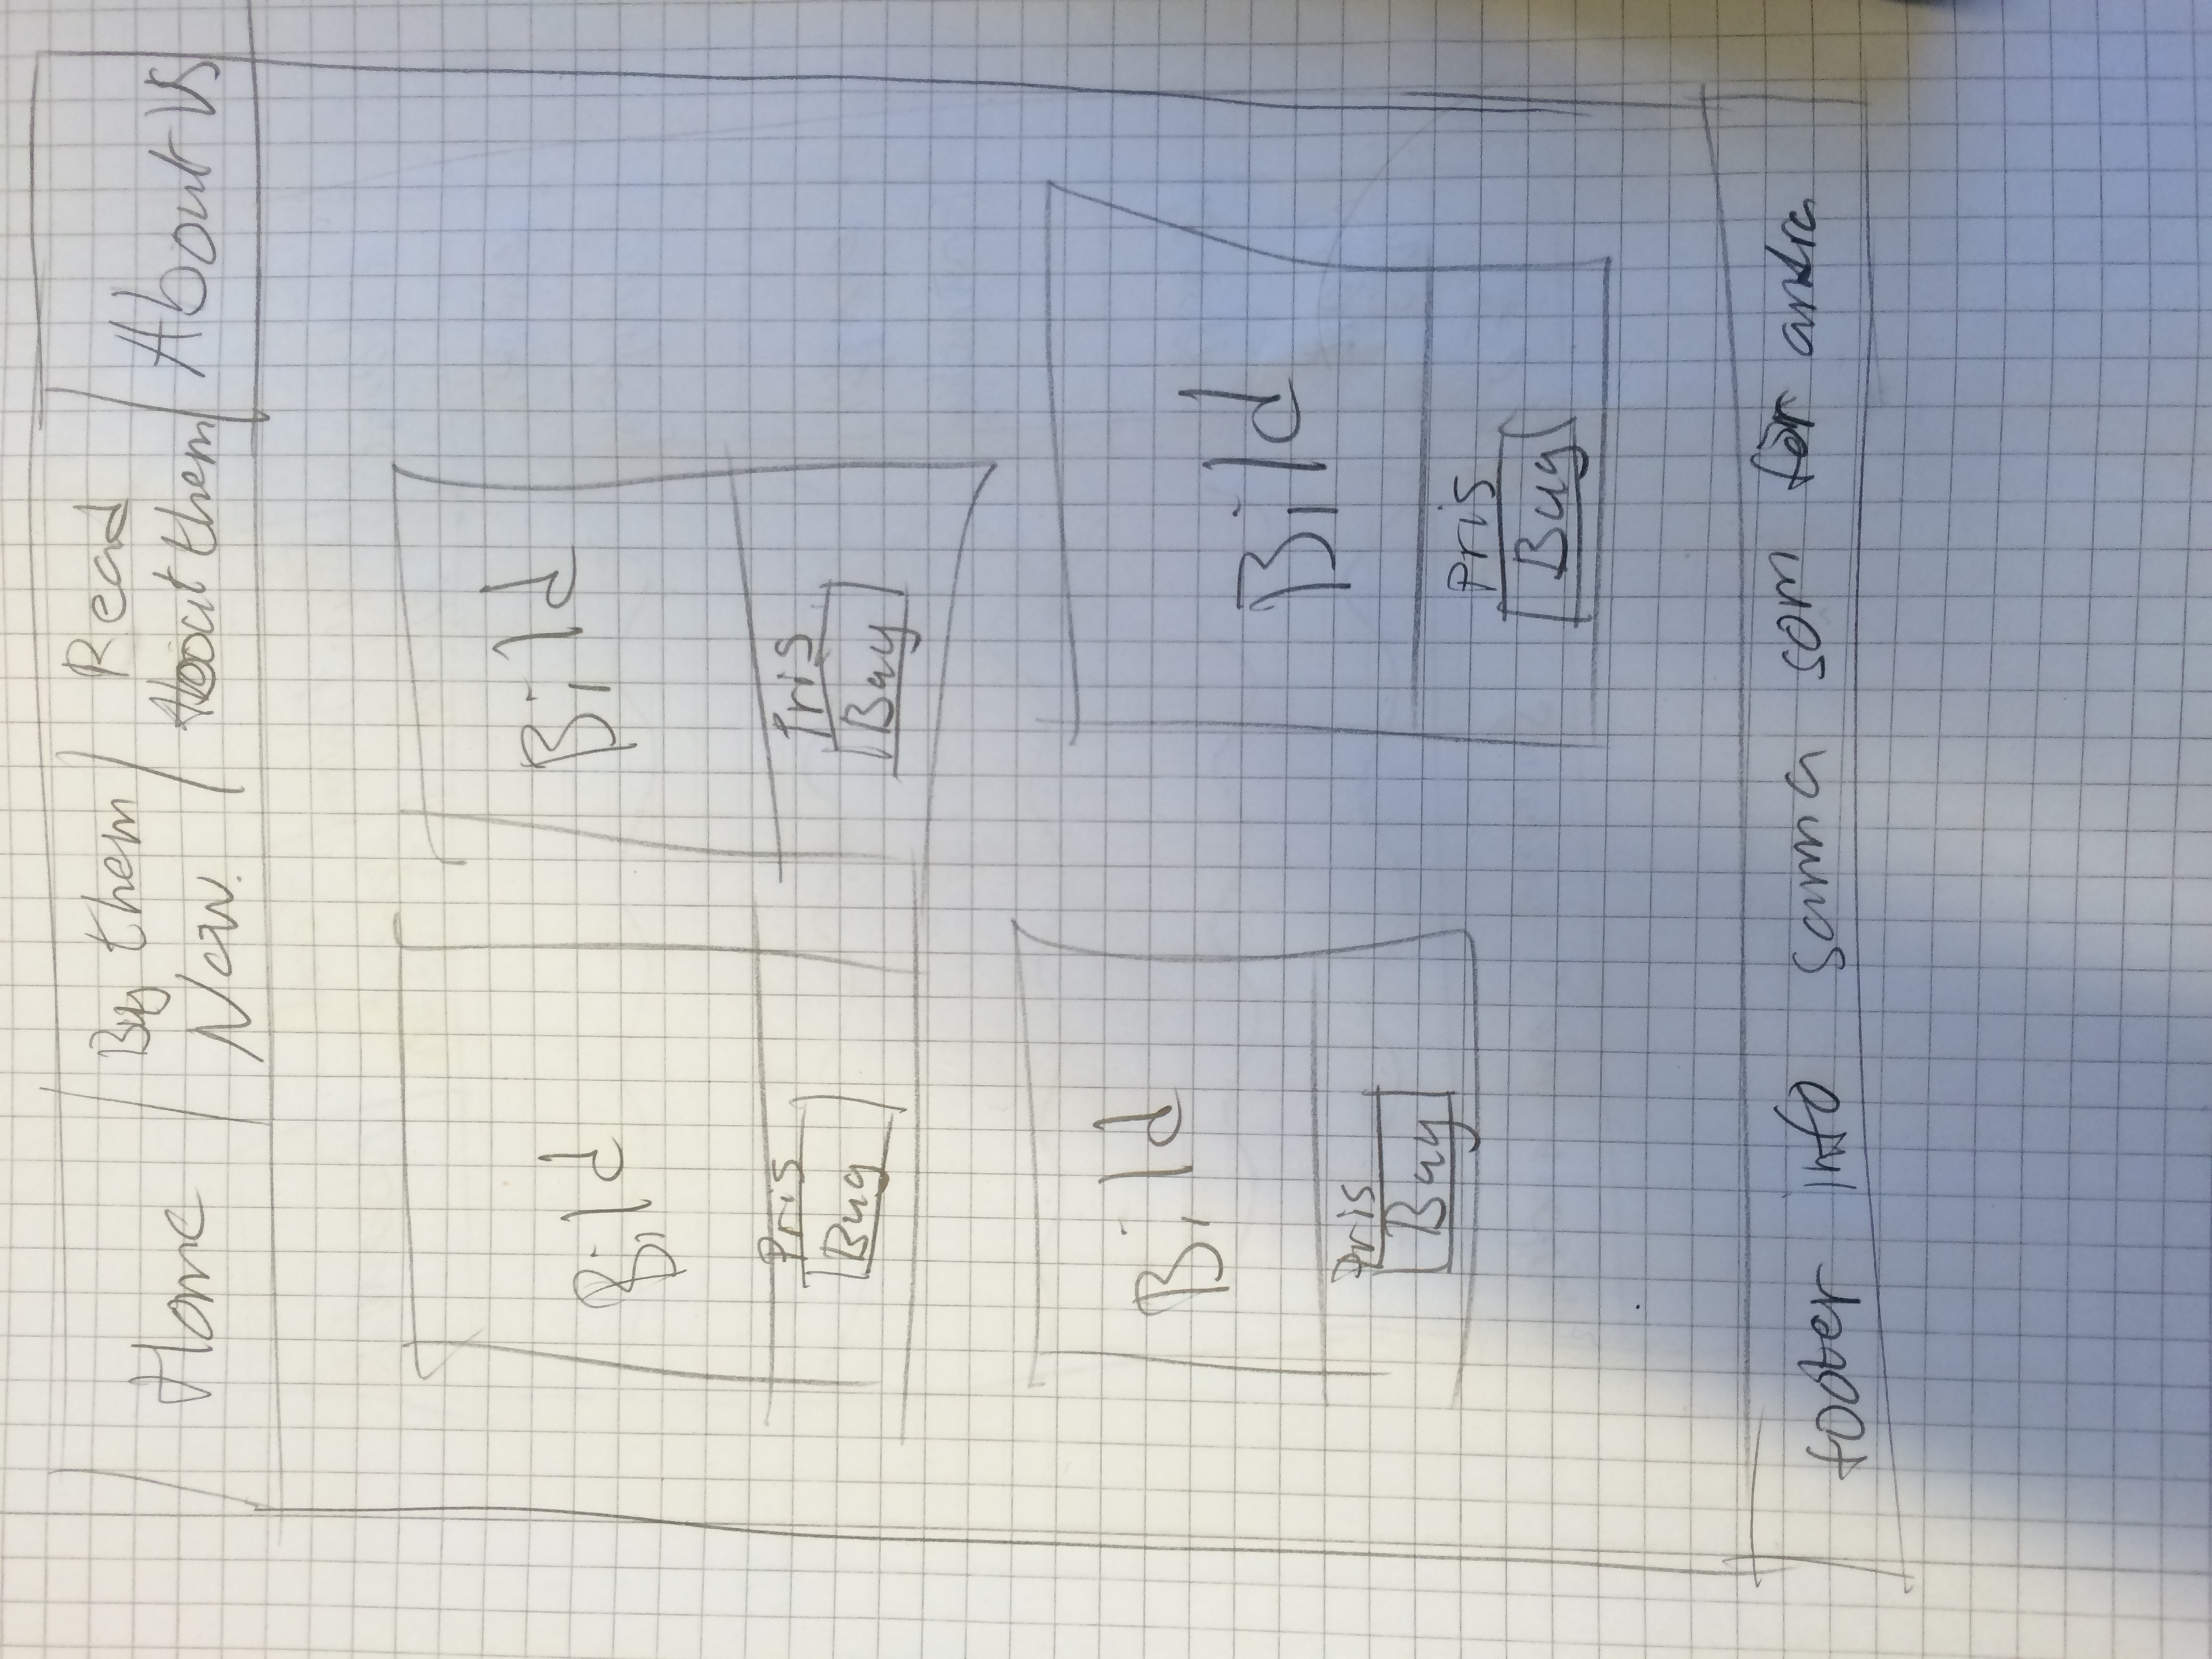 Home / Buy them Now. / Read About them / About Us
Bild
Pris
Buy
Bild
Pris
Buy
Bild
Pris
Buy
Bild
Pris
Buy
footer info samma som för andra